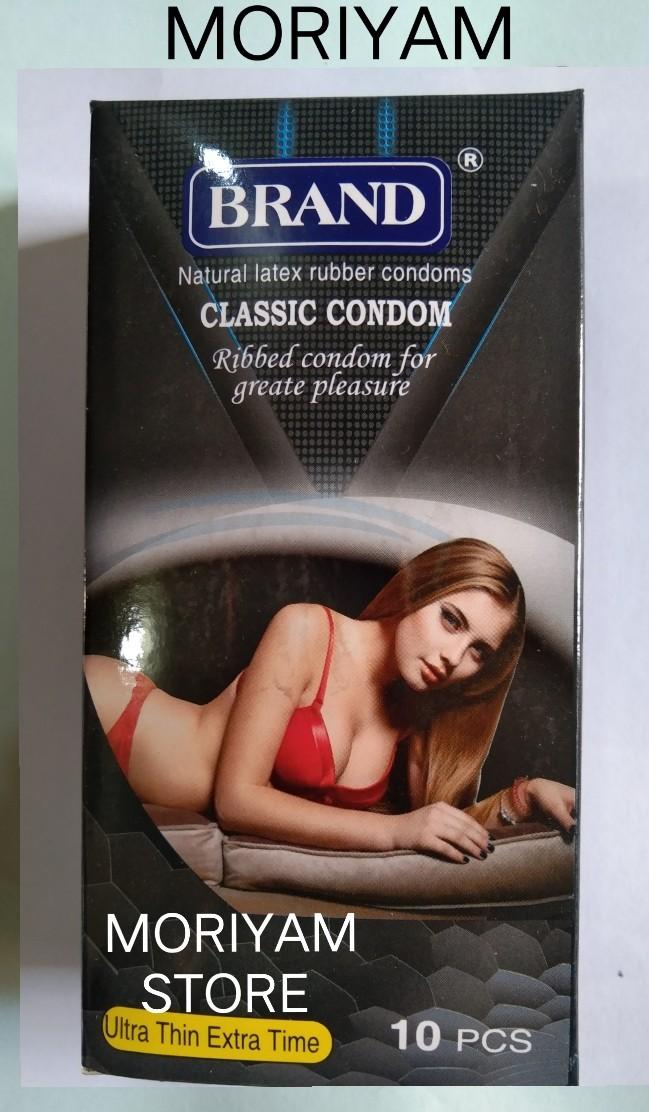 MORIYAM
BRAND ®
Natural latex rubber condoms
CLASSIC CONDOM
Ribbed condom for
greate pleasure
MORIYAM
STORE
Ultra Thin Extra Time
10 PCS